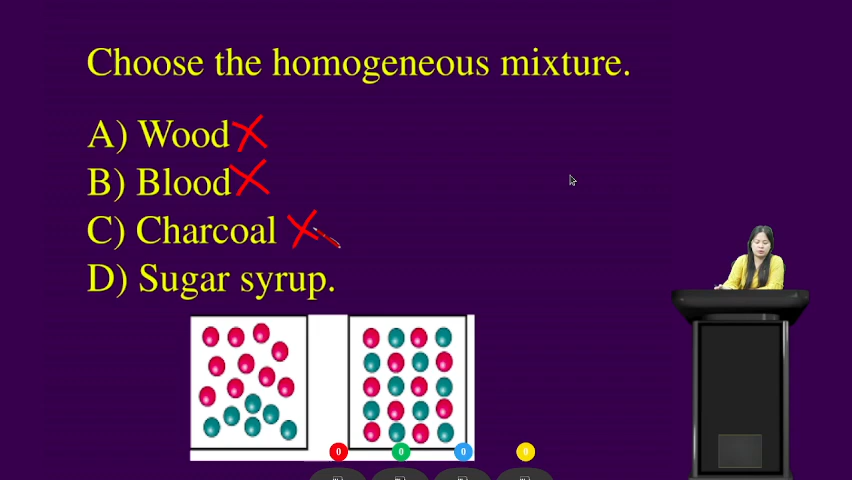 Choose the homogeneous mixture.
A) Wood
B) Blood
C) Charcoal
D) Sugar syrup.
0 0 0 0